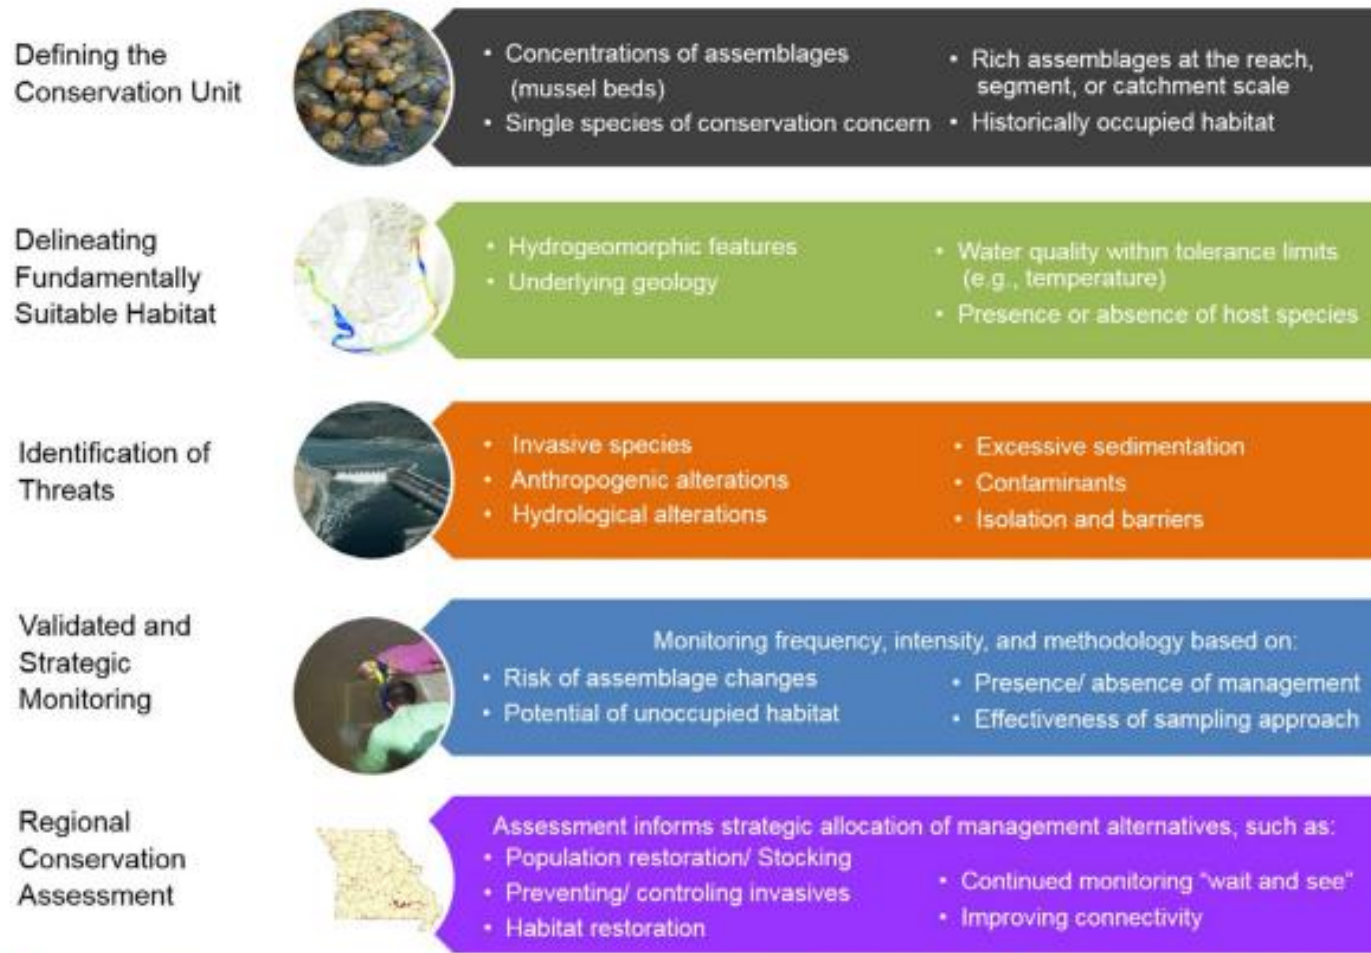 Defining the
Conservation Unit
• Concentrations of assemblages
(mussel beds)
• Single species of conservation concern
• Rich assemblages at the reach,
segment, or catchment scale
• Historically occupied habitat
Delineating
Fundamentally
Suitable Habitat
• Hydrogeomorphic features
• Underlying geology
• Water quality within tolerance limits
(e.g., temperature)
• Presence or absence of host species
Identification of
Threats
• Invasive species
• Anthropogenic alterations
• Hydrological alterations
• Excessive sedimentation
• Contaminants
• Isolation and barriers
Validated and
Strategic
Monitoring
Monitoring frequency, intensity, and methodology based on:
• Risk of assemblage changes
• Potential of unoccupied habitat
• Presence/ absence of management
• Effectiveness of sampling approach
Regional
Conservation
Assessment
Assessment informs strategic allocation of management alternatives, such as:
• Population restoration/ Stocking
• Preventing/ controling invasives
• Habitat restoration
• Continued monitoring “wait and see”
• Improving connectivity